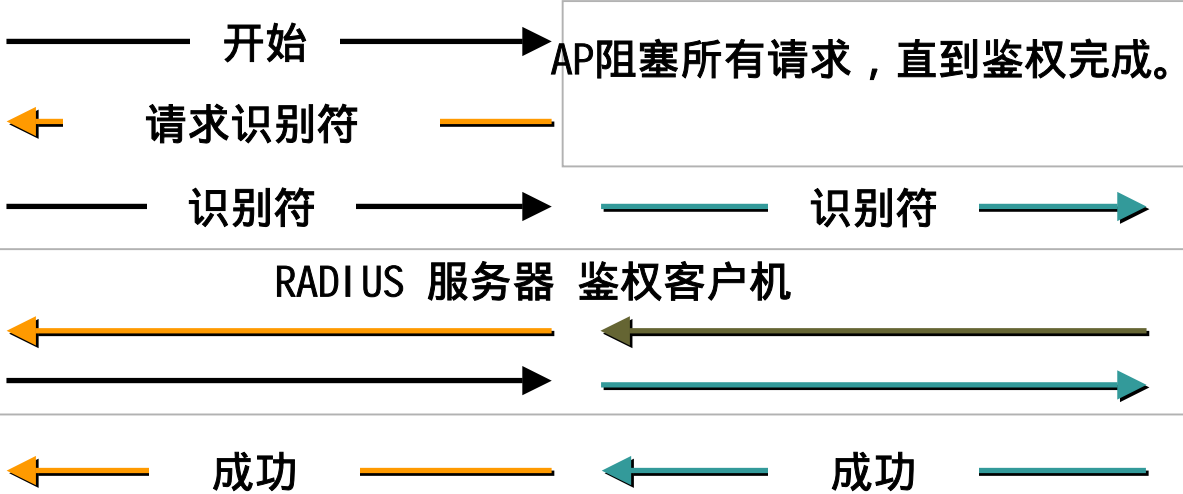 开始
AP阻塞所有请求，直到鉴权完成。
请求识别符
识别符
识别符
RADIUS 服务器 鉴权客户机
成功
成功